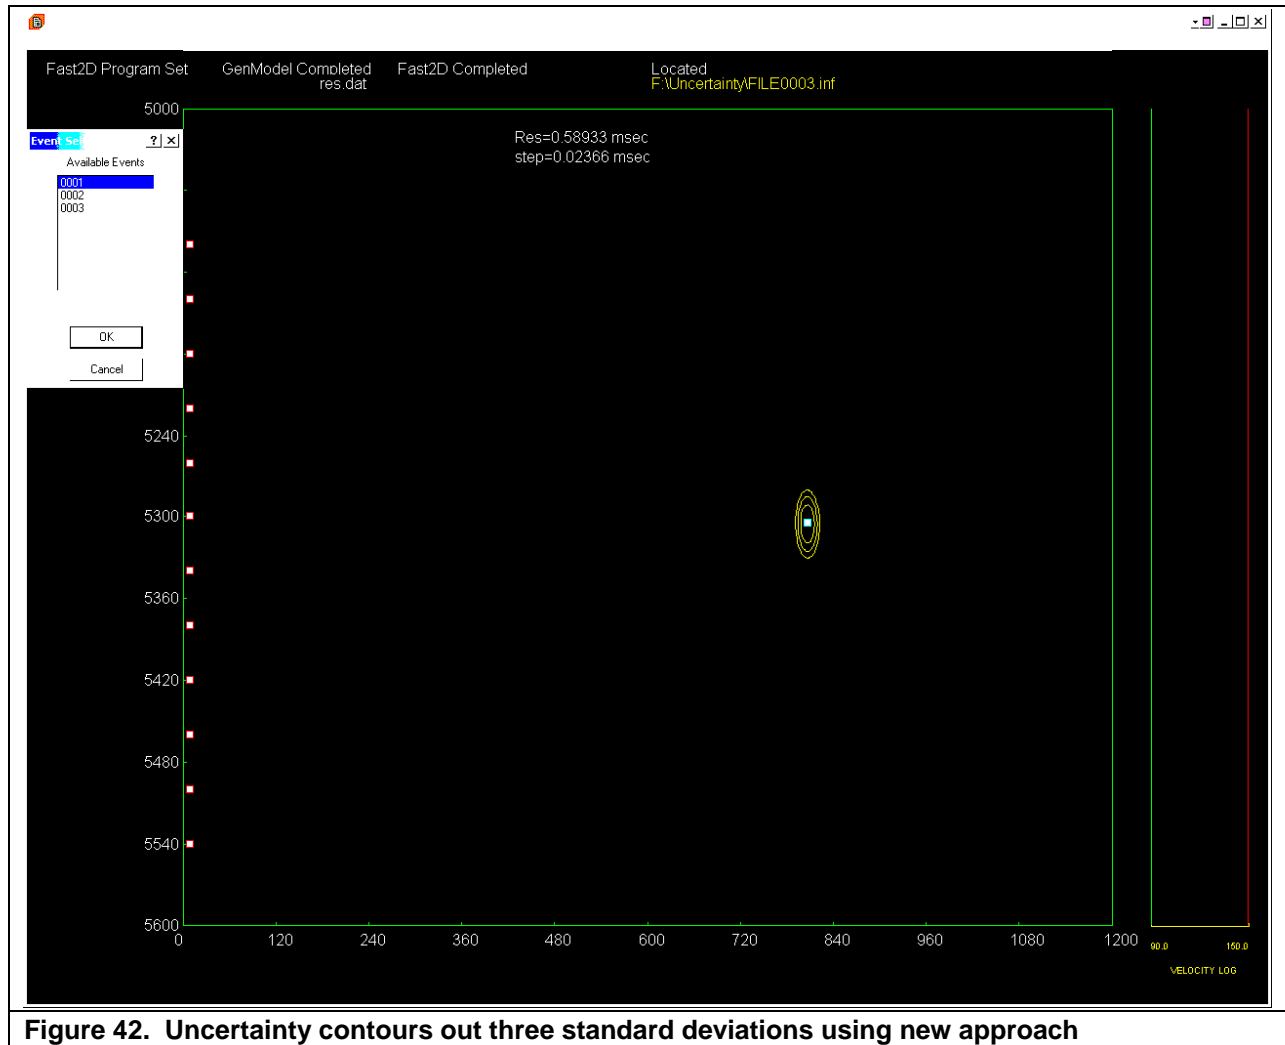 Fast2D Program Set GenModel Completed Fast2D Completed Located
res.dat F:\Uncertainty\FILE0003.inf
5000
Res=0.58933 msec
step=0.02366 msec
Event Sel
Available Events
0001
0002
0003
OK
Cancel
5240
5300
5360
5420
5480
5540
5600
0 120 240 360 480 600 720 840 960 1080 1200
90.0 150.0
VELOCITY LOG
Figure 42. Uncertainty contours out three standard deviations using new approach